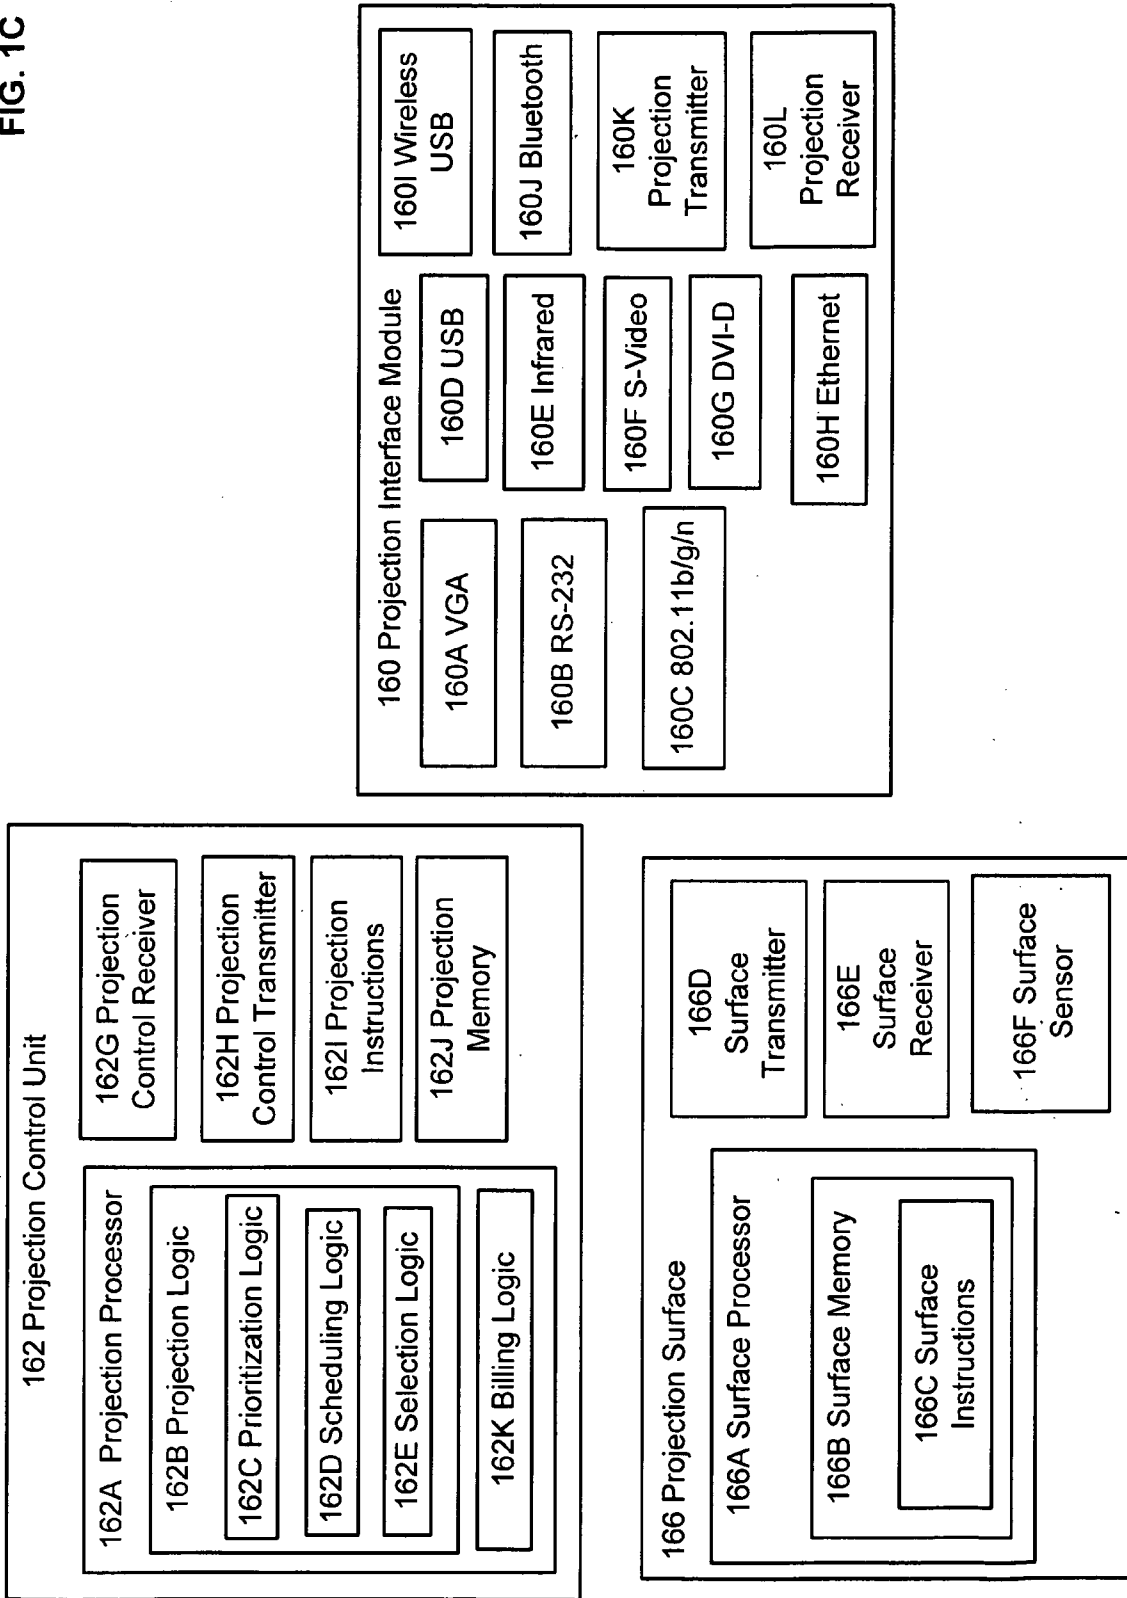 FIG. 1C
162 Projection Control Unit
162A Projection Processor
162B Projection Logic
162C Prioritization Logic
162D Scheduling Logic
162E Selection Logic
162K Billing Logic
162G Projection
Control Receiver
162H Projection
Control Transmitter
162I Projection
Instructions
162J Projection
Memory
166 Projection Surface
166A Surface Processor
166B Surface Memory
166C Surface
Instructions
166D
Surface
Transmitter
166E
Surface
Receiver
166F Surface
Sensor
160 Projection Interface Module
160A VGA
160B RS-232
160C 802.11b/g/n
160D USB
160E Infrared
160F S-Video
160G DVI-D
160H Ethernet
160I Wireless
USB
160J Bluetooth
160K
Projection
Transmitter
160L
Projection
Receiver